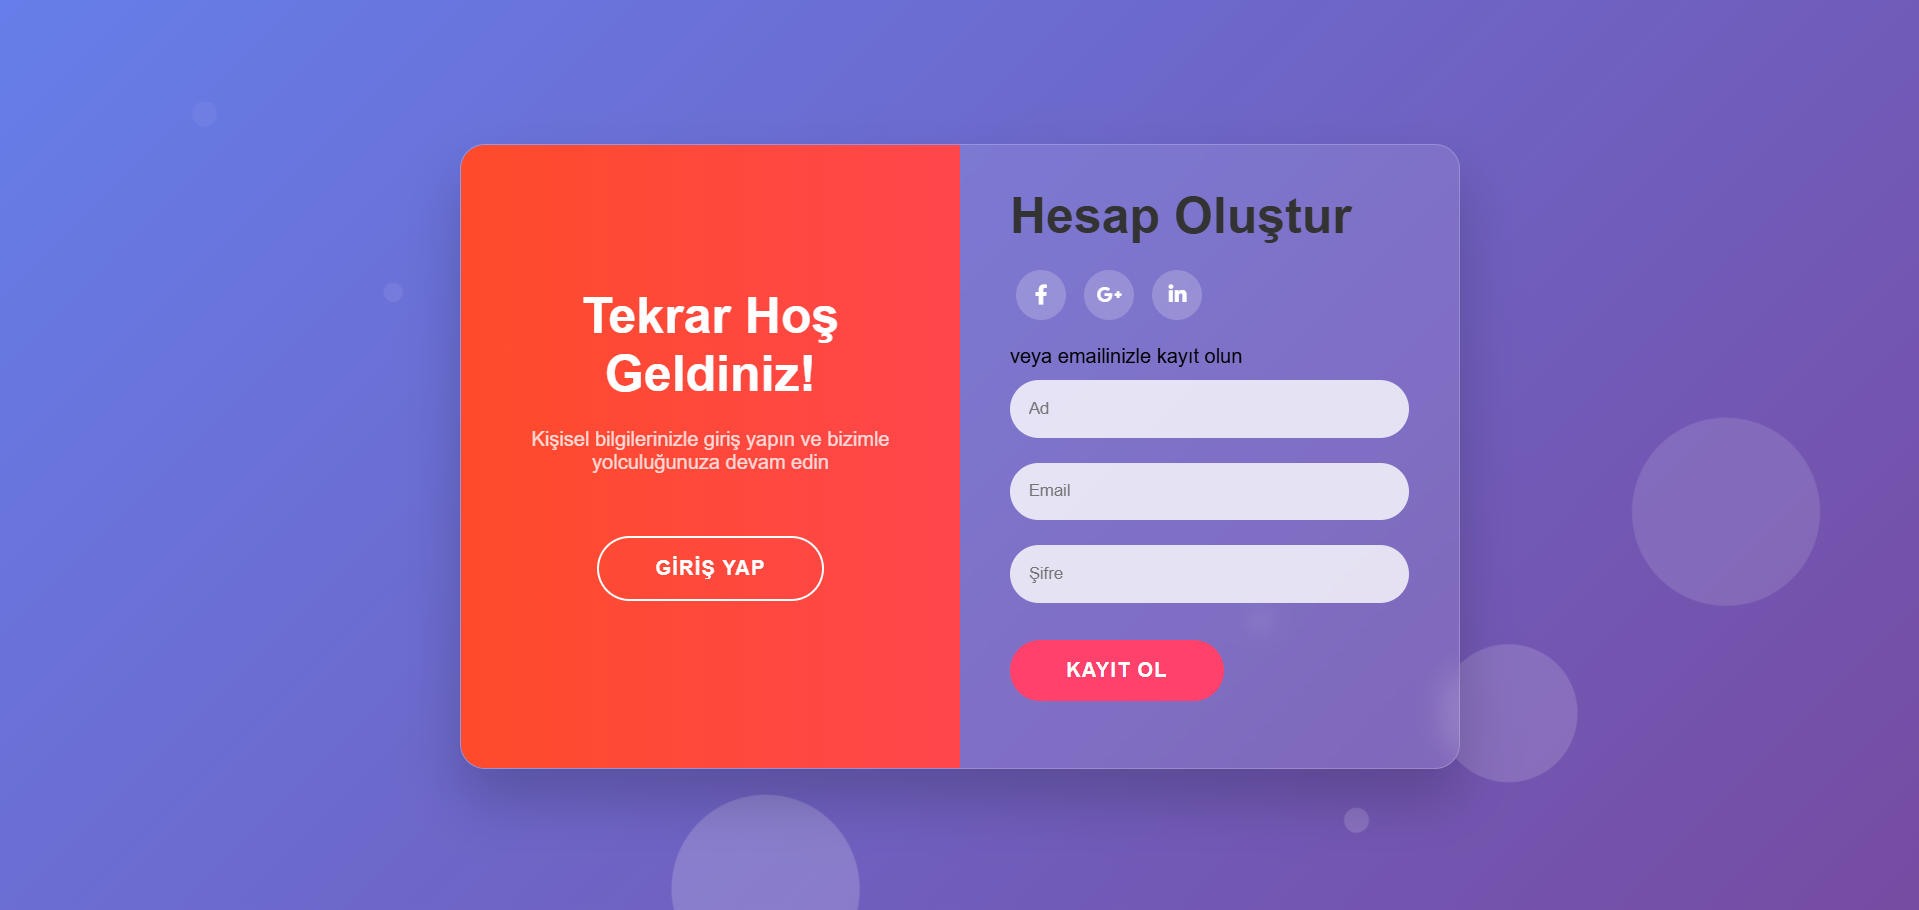 Tekrar Hoş
Geldiniz!
Kişisel bilgilerinizle giriş yapın ve bizimle
yolculuğunuza devam edin
GİRİŞ YAP
Hesap Oluştur
f
G+
in
veya emailinizle kayıt olun
Ad
Email
Şifre
KAYIT OL